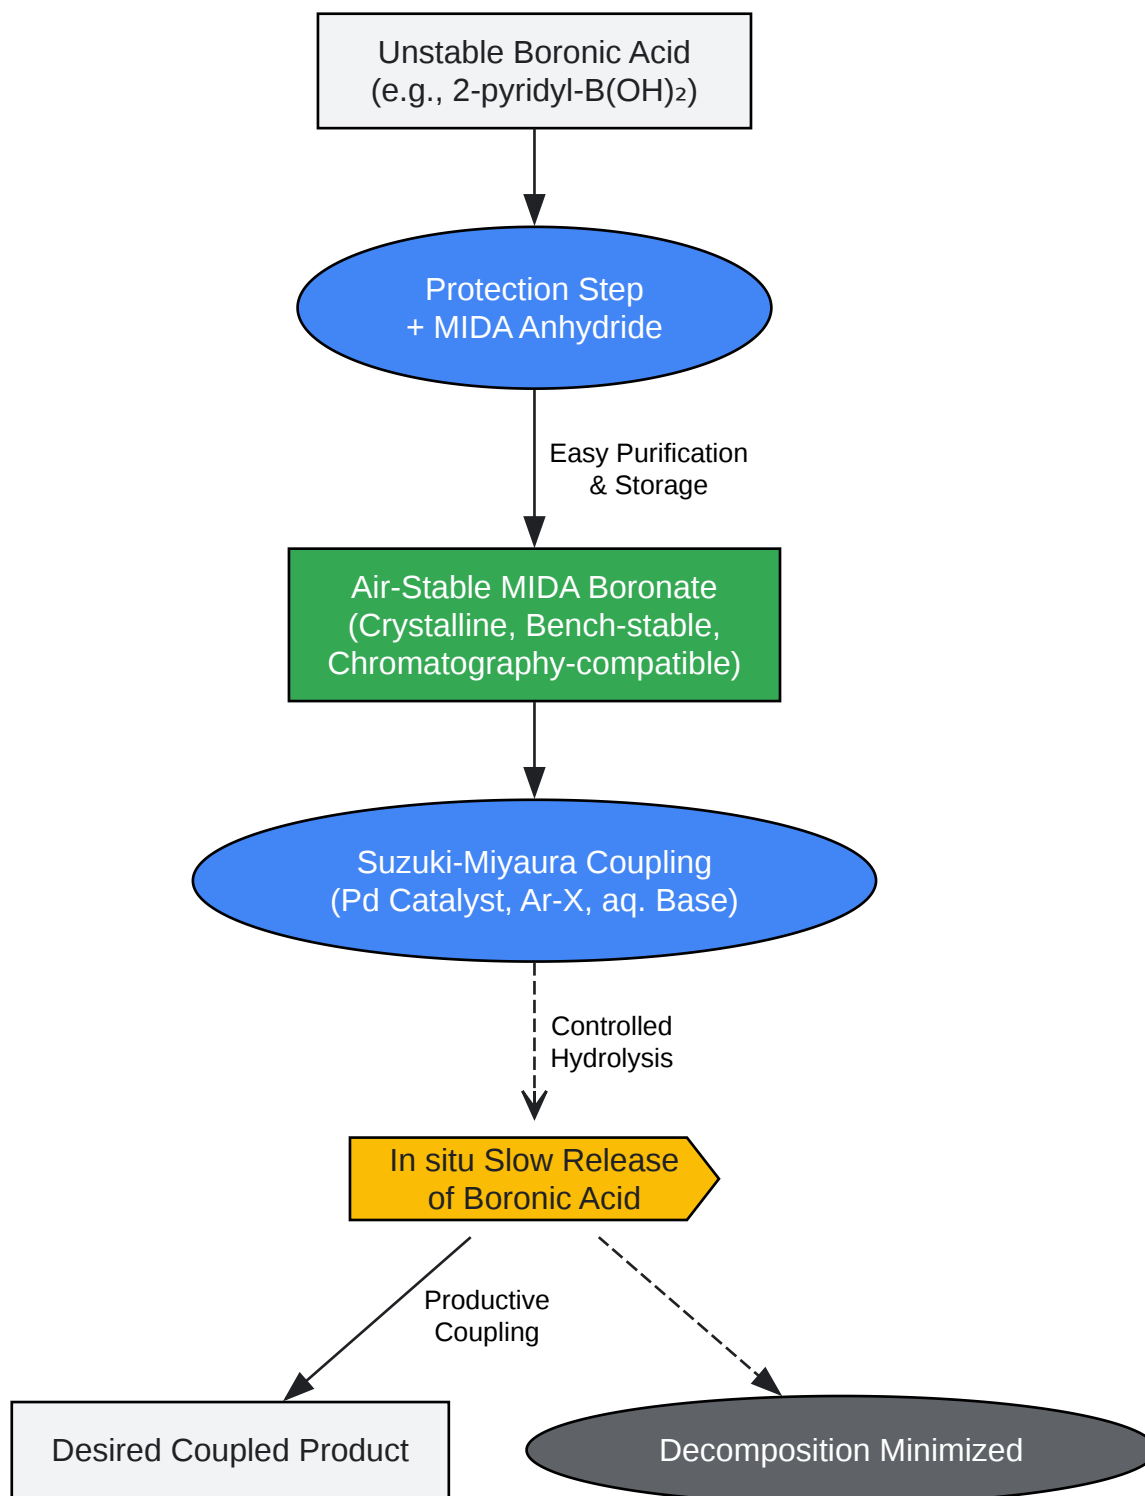 Unstable Boronic Acid
(e.g., 2-pyridyl-B(OH)₂)
Protection Step
+ MIDA Anhydride
Easy Purification
& Storage
Air-Stable MIDA Boronate
(Crystalline, Bench-stable,
Chromatography-compatible)
Suzuki-Miyaura Coupling
(Pd Catalyst, Ar-X, aq. Base)
Controlled
Hydrolysis
In situ Slow Release
of Boronic Acid
Productive
Coupling
Desired Coupled Product
Decomposition Minimized